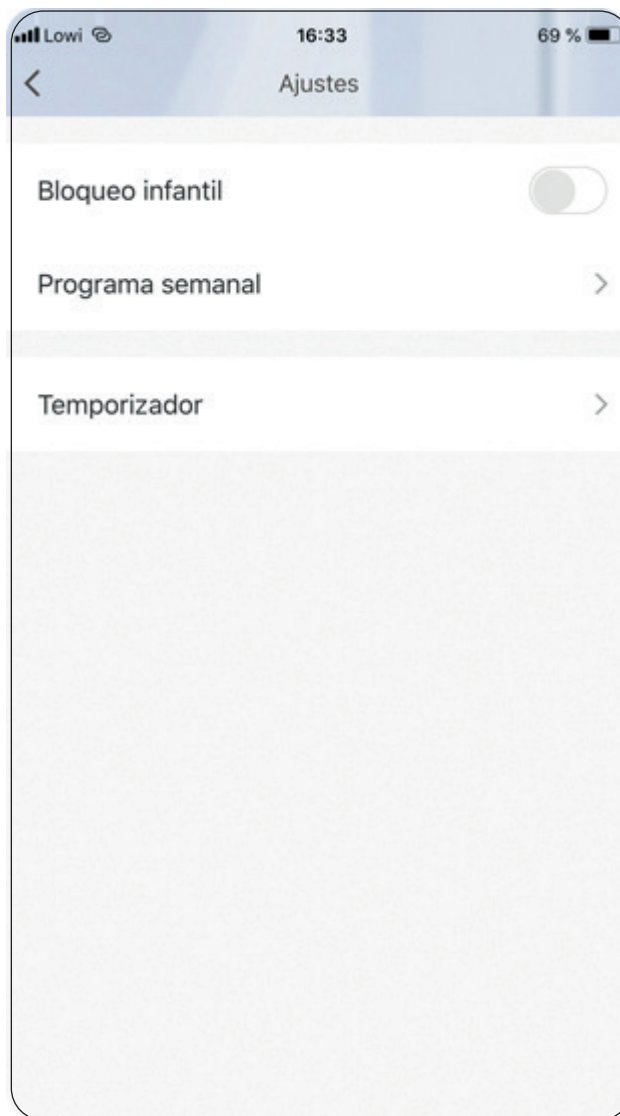 Lowi 16:33 69 %
Ajustes
Bloqueo infantil
Programa semanal
Temporizador